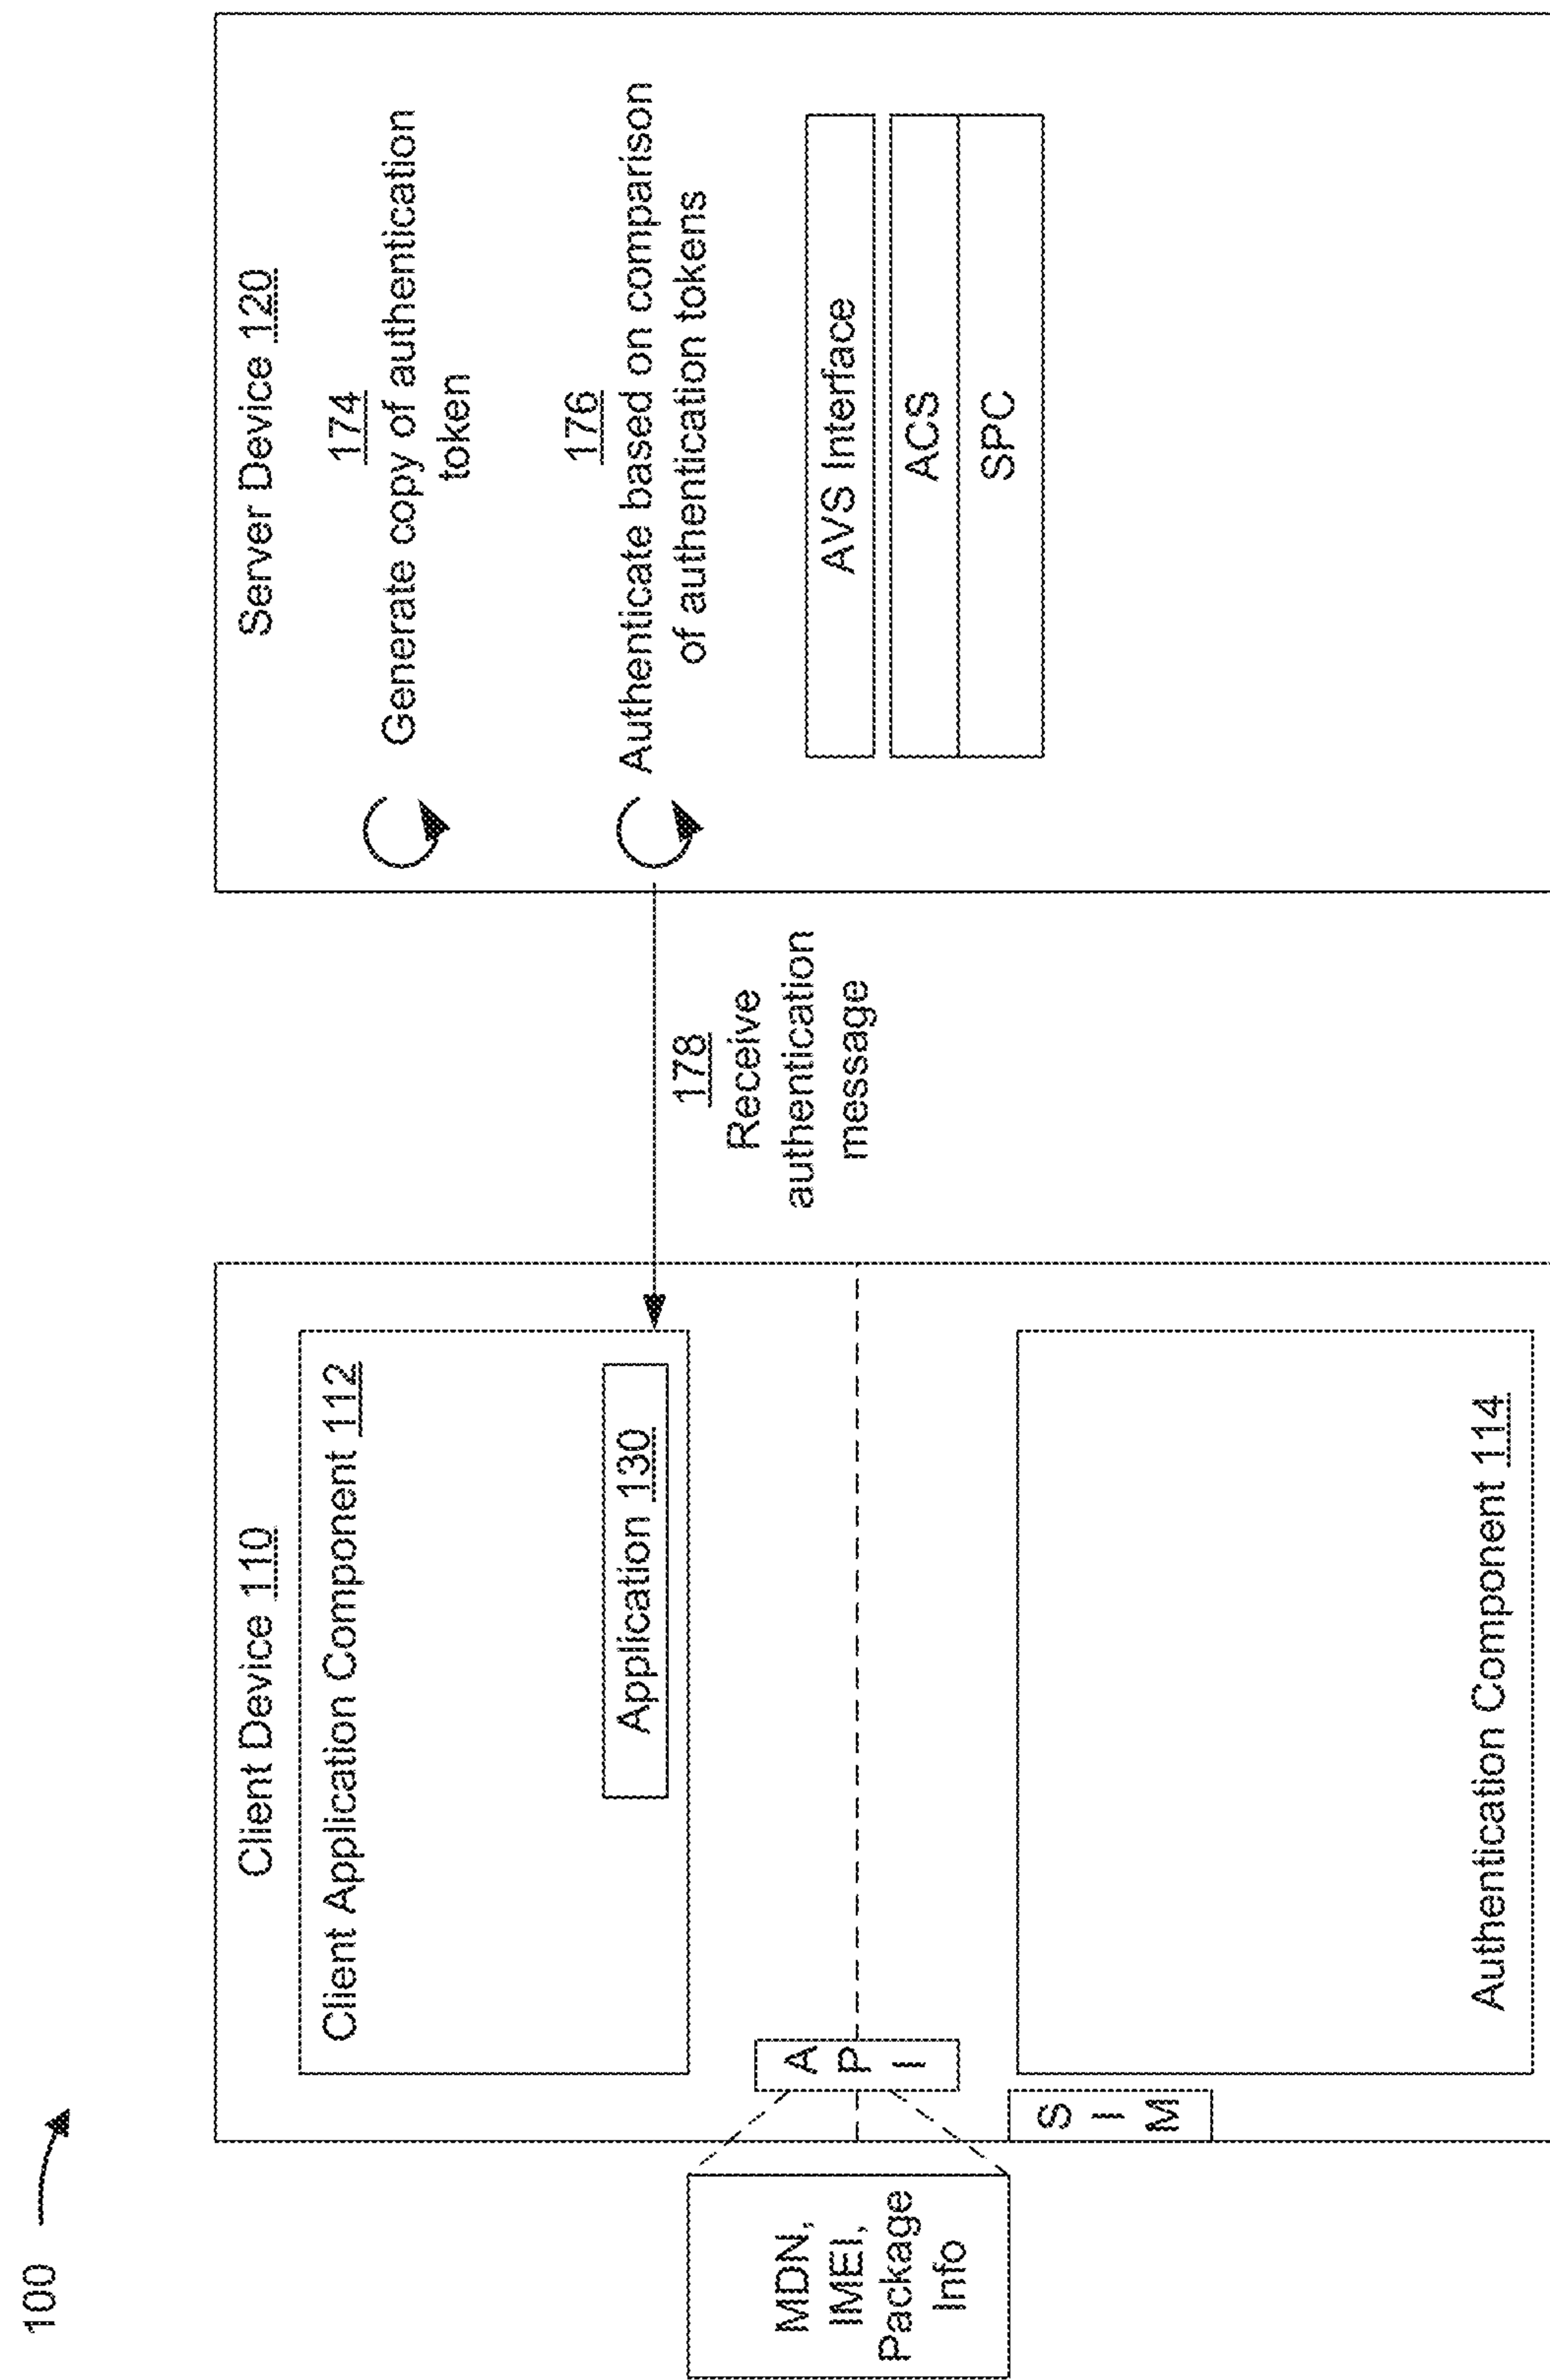 100
Client Device 110
Client Application Component 112
Application 130
MDN,
IMEI,
Package
Info
A
P
I
S
I
M
Authentication Component 114
178
Receive
authentication
message
Server Device 120
174
Generate copy of authentication
token
176
Authenticate based on comparison
of authentication tokens
AVS Interface
ACS
SPC